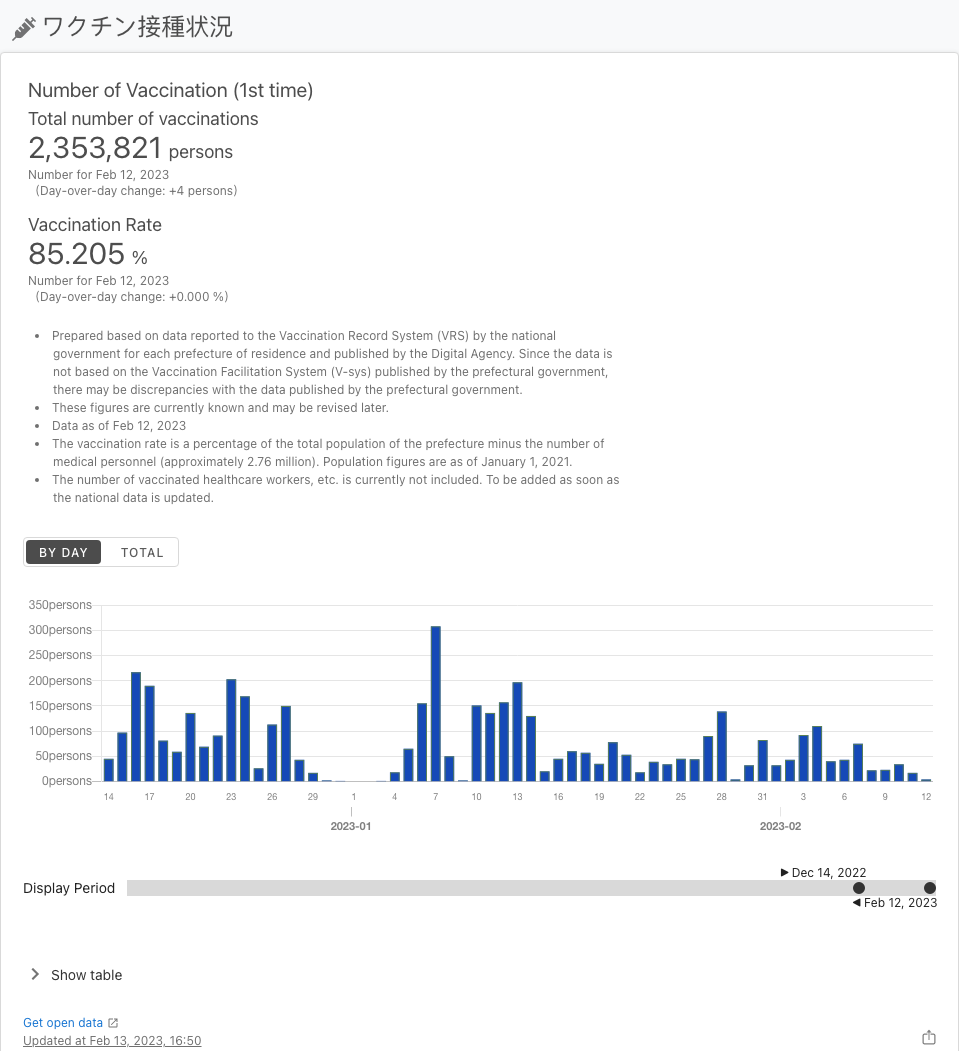 ワクチン接種状況
Number of Vaccination (1st time)
Total number of vaccinations
2,353,821 persons
Number for Feb 12, 2023
(Day-over-day change: +4 persons)
Vaccination Rate
85.205 %
Number for Feb 12, 2023
(Day-over-day change: +0.000 %)
• Prepared based on data reported to the Vaccination Record System (VRS) by the national
government for each prefecture of residence and published by the Digital Agency. Since the data is
not based on the Vaccination Facilitation System (V-sys) published by the prefectural government,
there may be discrepancies with the data published by the prefectural government.
• These figures are currently known and may be revised later.
• Data as of Feb 12, 2023
• The vaccination rate is a percentage of the total population of the prefecture minus the number of
medical personnel (approximately 2.76 million). Population figures are as of January 1, 2021.
• The number of vaccinated healthcare workers, etc. is currently not included. To be added as soon as
the national data is updated.
BY DAY TOTAL
350persons
300persons
250persons
200persons
150persons
100persons
50persons
0persons
14 17 20 23 26 29 1 4 7 10 13 16 19 22 25 28 31 3 6 9 12
2023-01 2023-02
▶ Dec 14, 2022
Display Period
◀ Feb 12, 2023
Show table
Get open data
Updated at Feb 13, 2023, 16:50